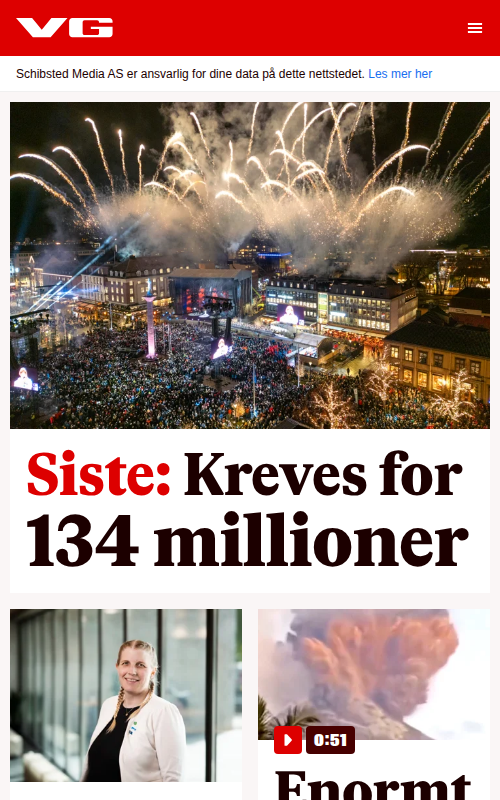 VG
Schibsted Media AS er ansvarlig for dine data på dette nettstedet. Les mer her
Siste: Kreves for
134 millioner
0:51
Enormt